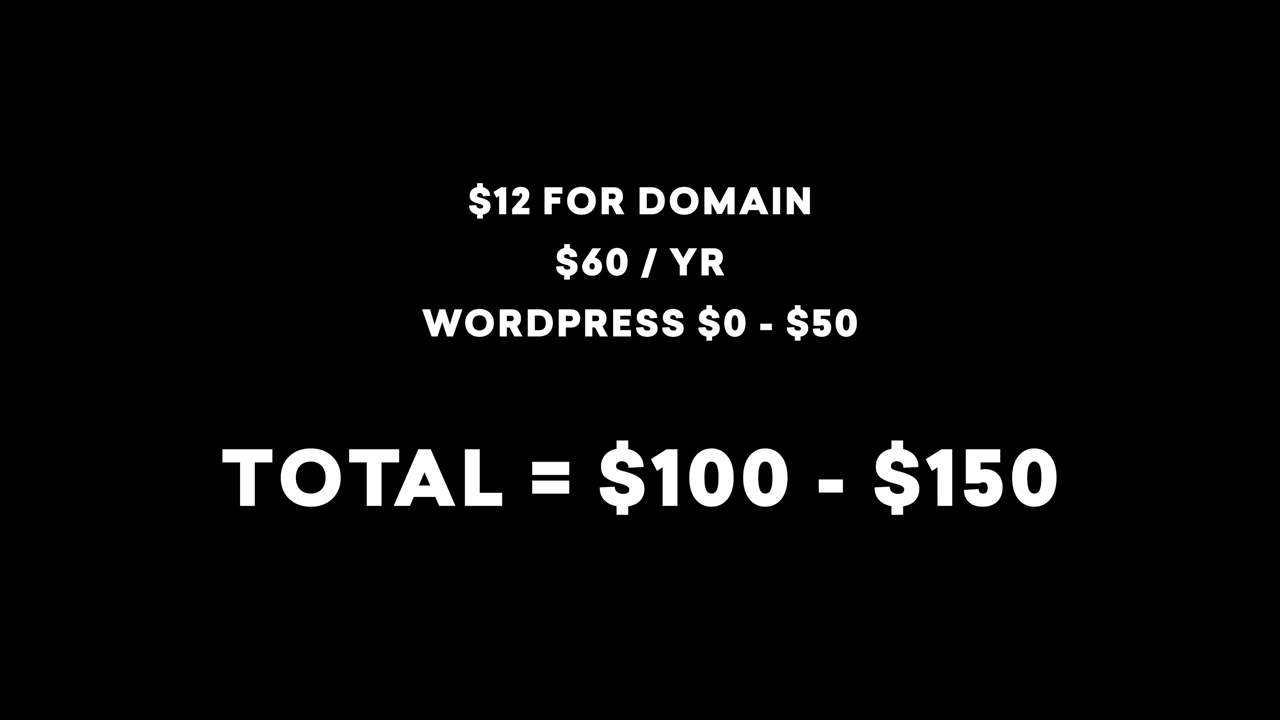 $12 FOR DOMAIN
$60 / YR
WORDPRESS $0 - $50
TOTAL = $100 - $150